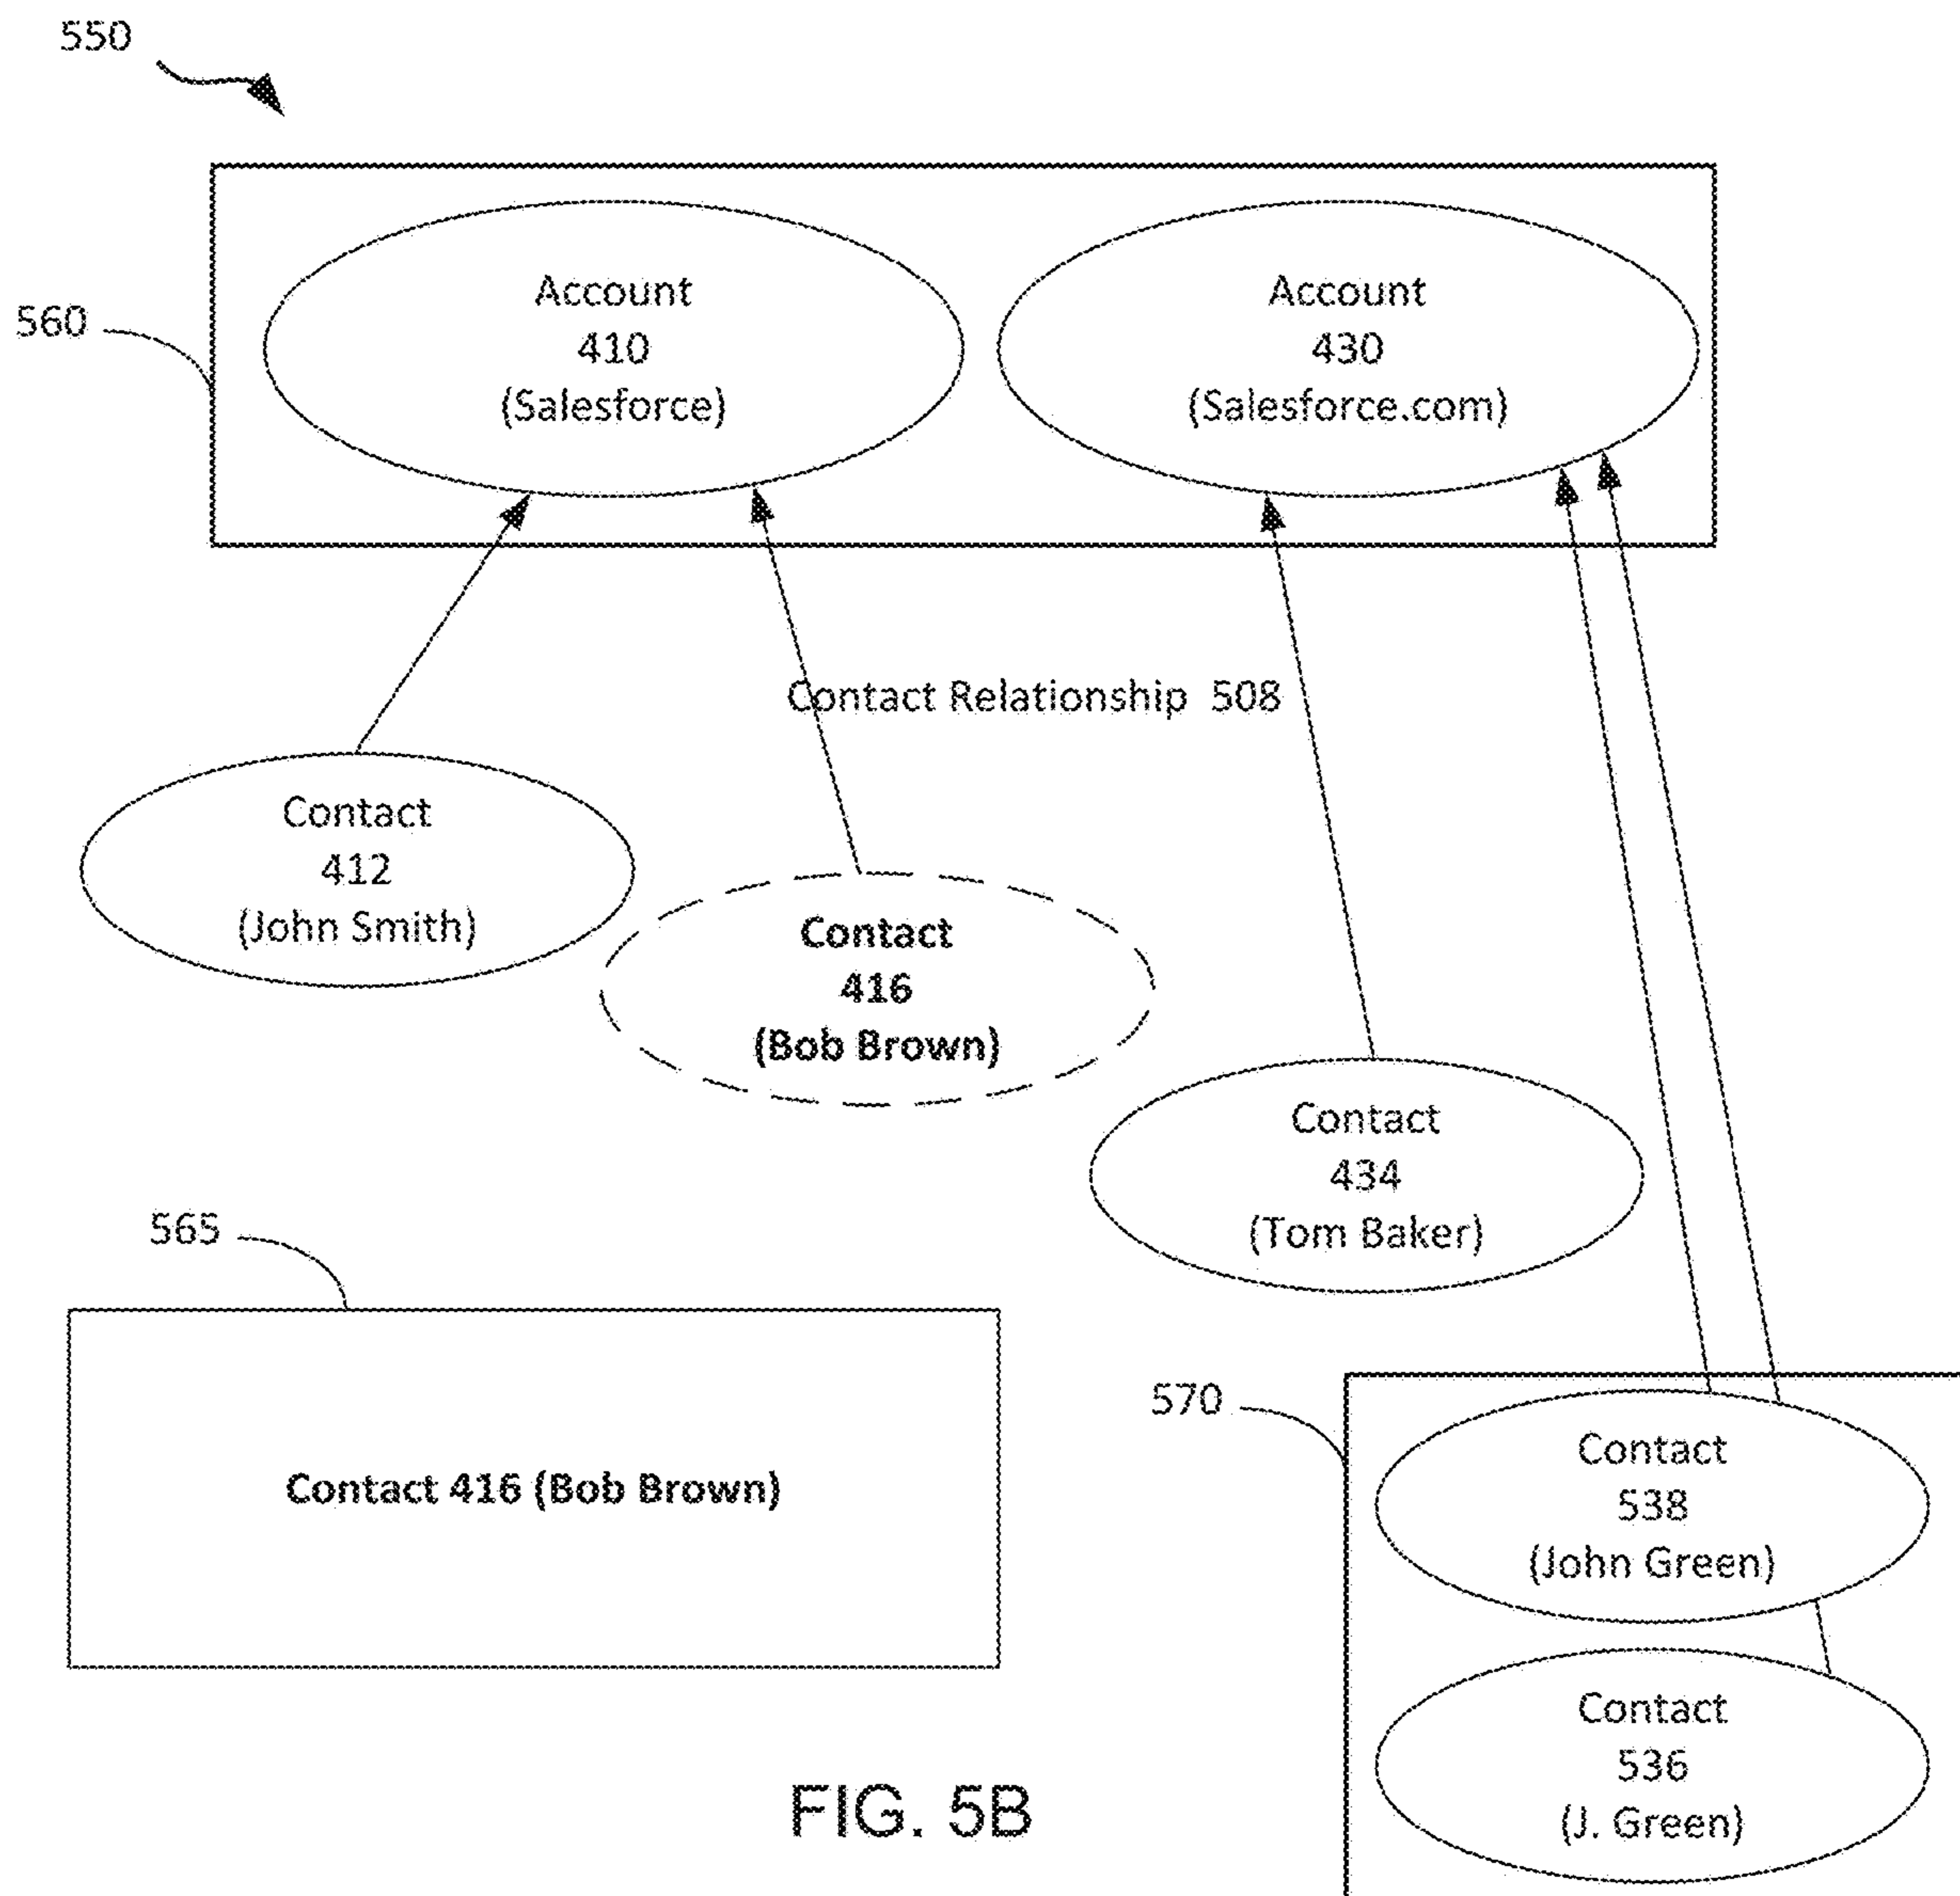 550
560
Account
410
(Salesforce)
Account
430
(Salesforce.com)
Contact Relationship 508
Contact
412
(John Smith)
Contact
416
(Bob Brown)
Contact
434
(Tom Baker)
565
Contact 416 (Bob Brown)
570
Contact
538
(John Green)
Contact
536
(J. Green)
FIG. 5B